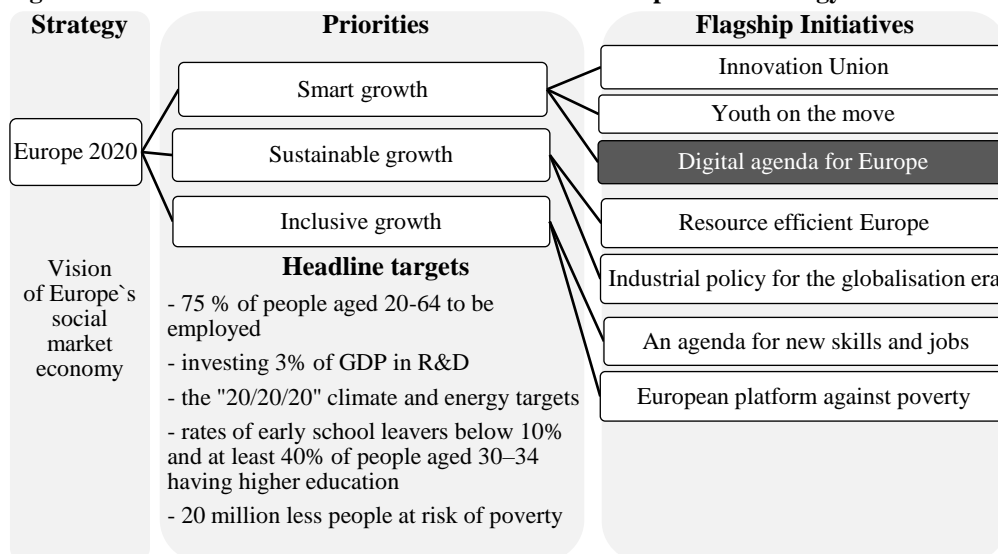 Strategy
Priorities
Flagship Initiatives
Europe 2020
Vision
of Europe`s
social
market
economy
Smart growth
Sustainable growth
Inclusive growth
Headline targets
- 75 % of people aged 20-64 to be
employed
- investing 3% of GDP in R&D
- the "20/20/20" climate and energy targets
- rates of early school leavers below 10%
and at least 40% of people aged 30–34
having higher education
- 20 million less people at risk of poverty
Innovation Union
Youth on the move
Digital agenda for Europe
Resource efficient Europe
Industrial policy for the globalisation era
An agenda for new skills and jobs
European platform against poverty